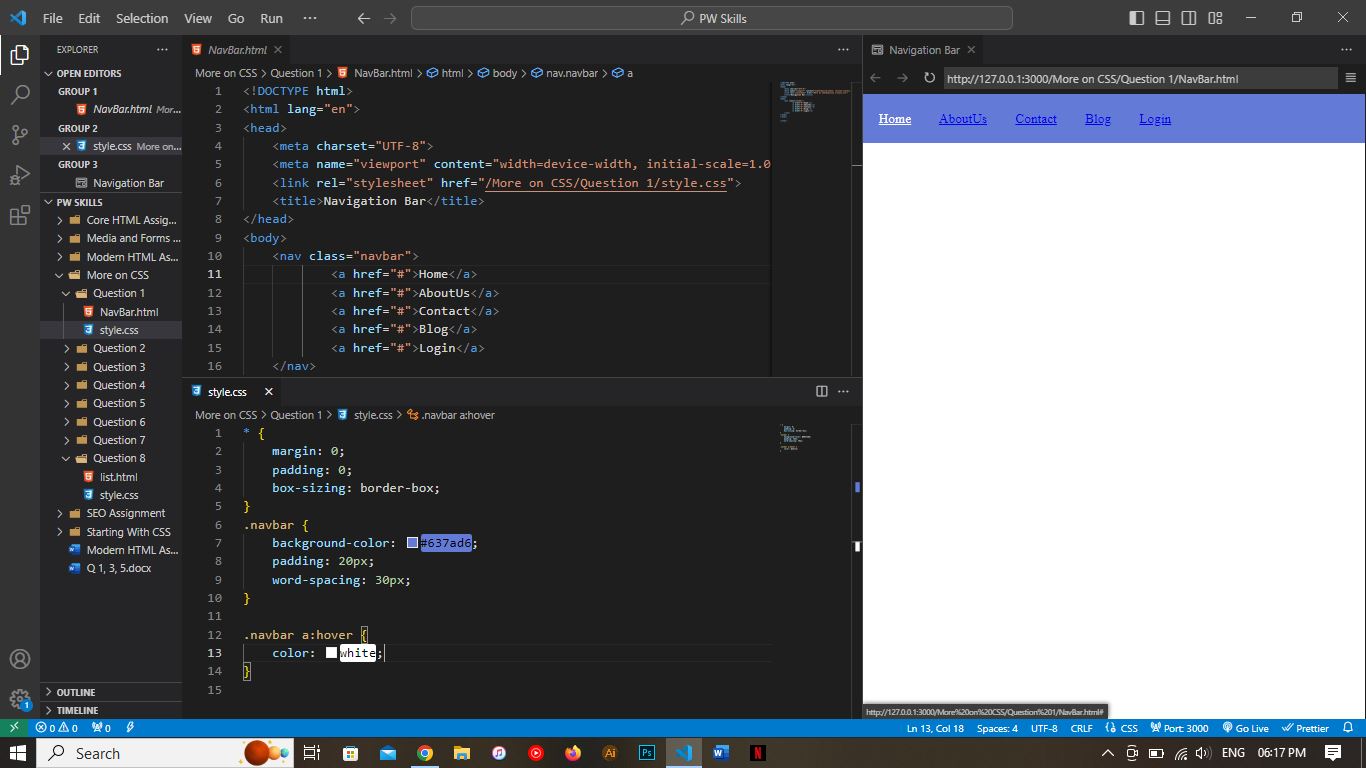 File Edit Selection View Go Run ··· PW Skills
EXPLORER ···
OPEN EDITORS
GROUP 1
NavBar.html Mor...
GROUP 2
style.css More on...
GROUP 3
Navigation Bar
PW SKILLS
Core HTML Assig...
Media and Forms ...
Modern HTML As...
More on CSS
Question 1
NavBar.html
style.css
Question 2
Question 3
Question 4
Question 5
Question 6
Question 7
Question 8
list.html
style.css
SEO Assignment
Starting With CSS
Modern HTML As...
Q 1, 3, 5.docx
OUTLINE
TIMELINE
NavBar.html
More on CSS > Question 1 > NavBar.html > html > body > nav.navbar > a
1 <!DOCTYPE html>
2 <html lang="en">
3 <head>
4 <meta charset="UTF-8">
5 <meta name="viewport" content="width=device-width, initial-scale=1.0
6 <link rel="stylesheet" href="/More on CSS/Question 1/style.css">
7 <title>Navigation Bar</title>
8 </head>
9 <body>
10 <nav class="navbar">
11 <a href="#">Home</a>
12 <a href="#">AboutUs</a>
13 <a href="#">Contact</a>
14 <a href="#">Blog</a>
15 <a href="#">Login</a>
16 </nav>
style.css
More on CSS > Question 1 > style.css > .navbar a:hover
1 * {
2 margin: 0;
3 padding: 0;
4 box-sizing: border-box;
5 }
6 .navbar {
7 background-color: #637ad6;
8 padding: 20px;
9 word-spacing: 30px;
10 }
11
12 .navbar a:hover {
13 color: white;
14 }
15
Navigation Bar
http://127.0.0.1:3000/More on CSS/Question 1/NavBar.html
Home AboutUs Contact Blog Login
http://127.0.0.1:3000/More%20on%20CSS/Question%201/NavBar.html#
1
0 0 0 Ln 13, Col 18 Spaces: 4 UTF-8 CRLF CSS Port: 3000 Go Live Prettier
Search Ai Ps W N ENG 06:17 PM